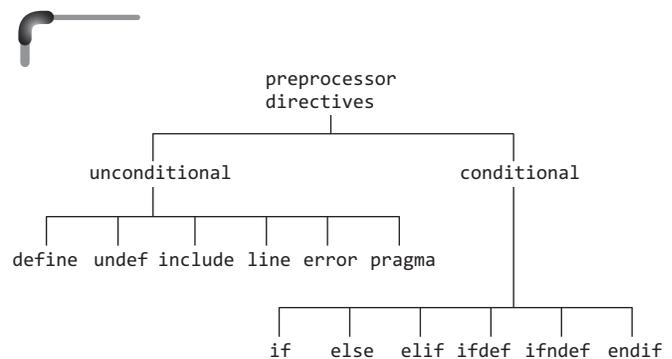 preprocessor
directives
unconditional conditional
define undef include line error pragma
if else elif ifdef ifndef endif